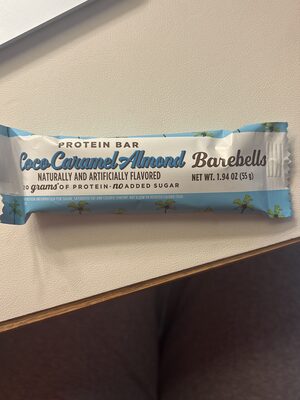 PROTEIN BAR
Coco Caramel Almond
Barebells
NATURALLY AND ARTIFICIALLY FLAVORED
20 grams OF PROTEIN · no ADDED SUGAR
NET WT. 1.94 OZ (55 g)